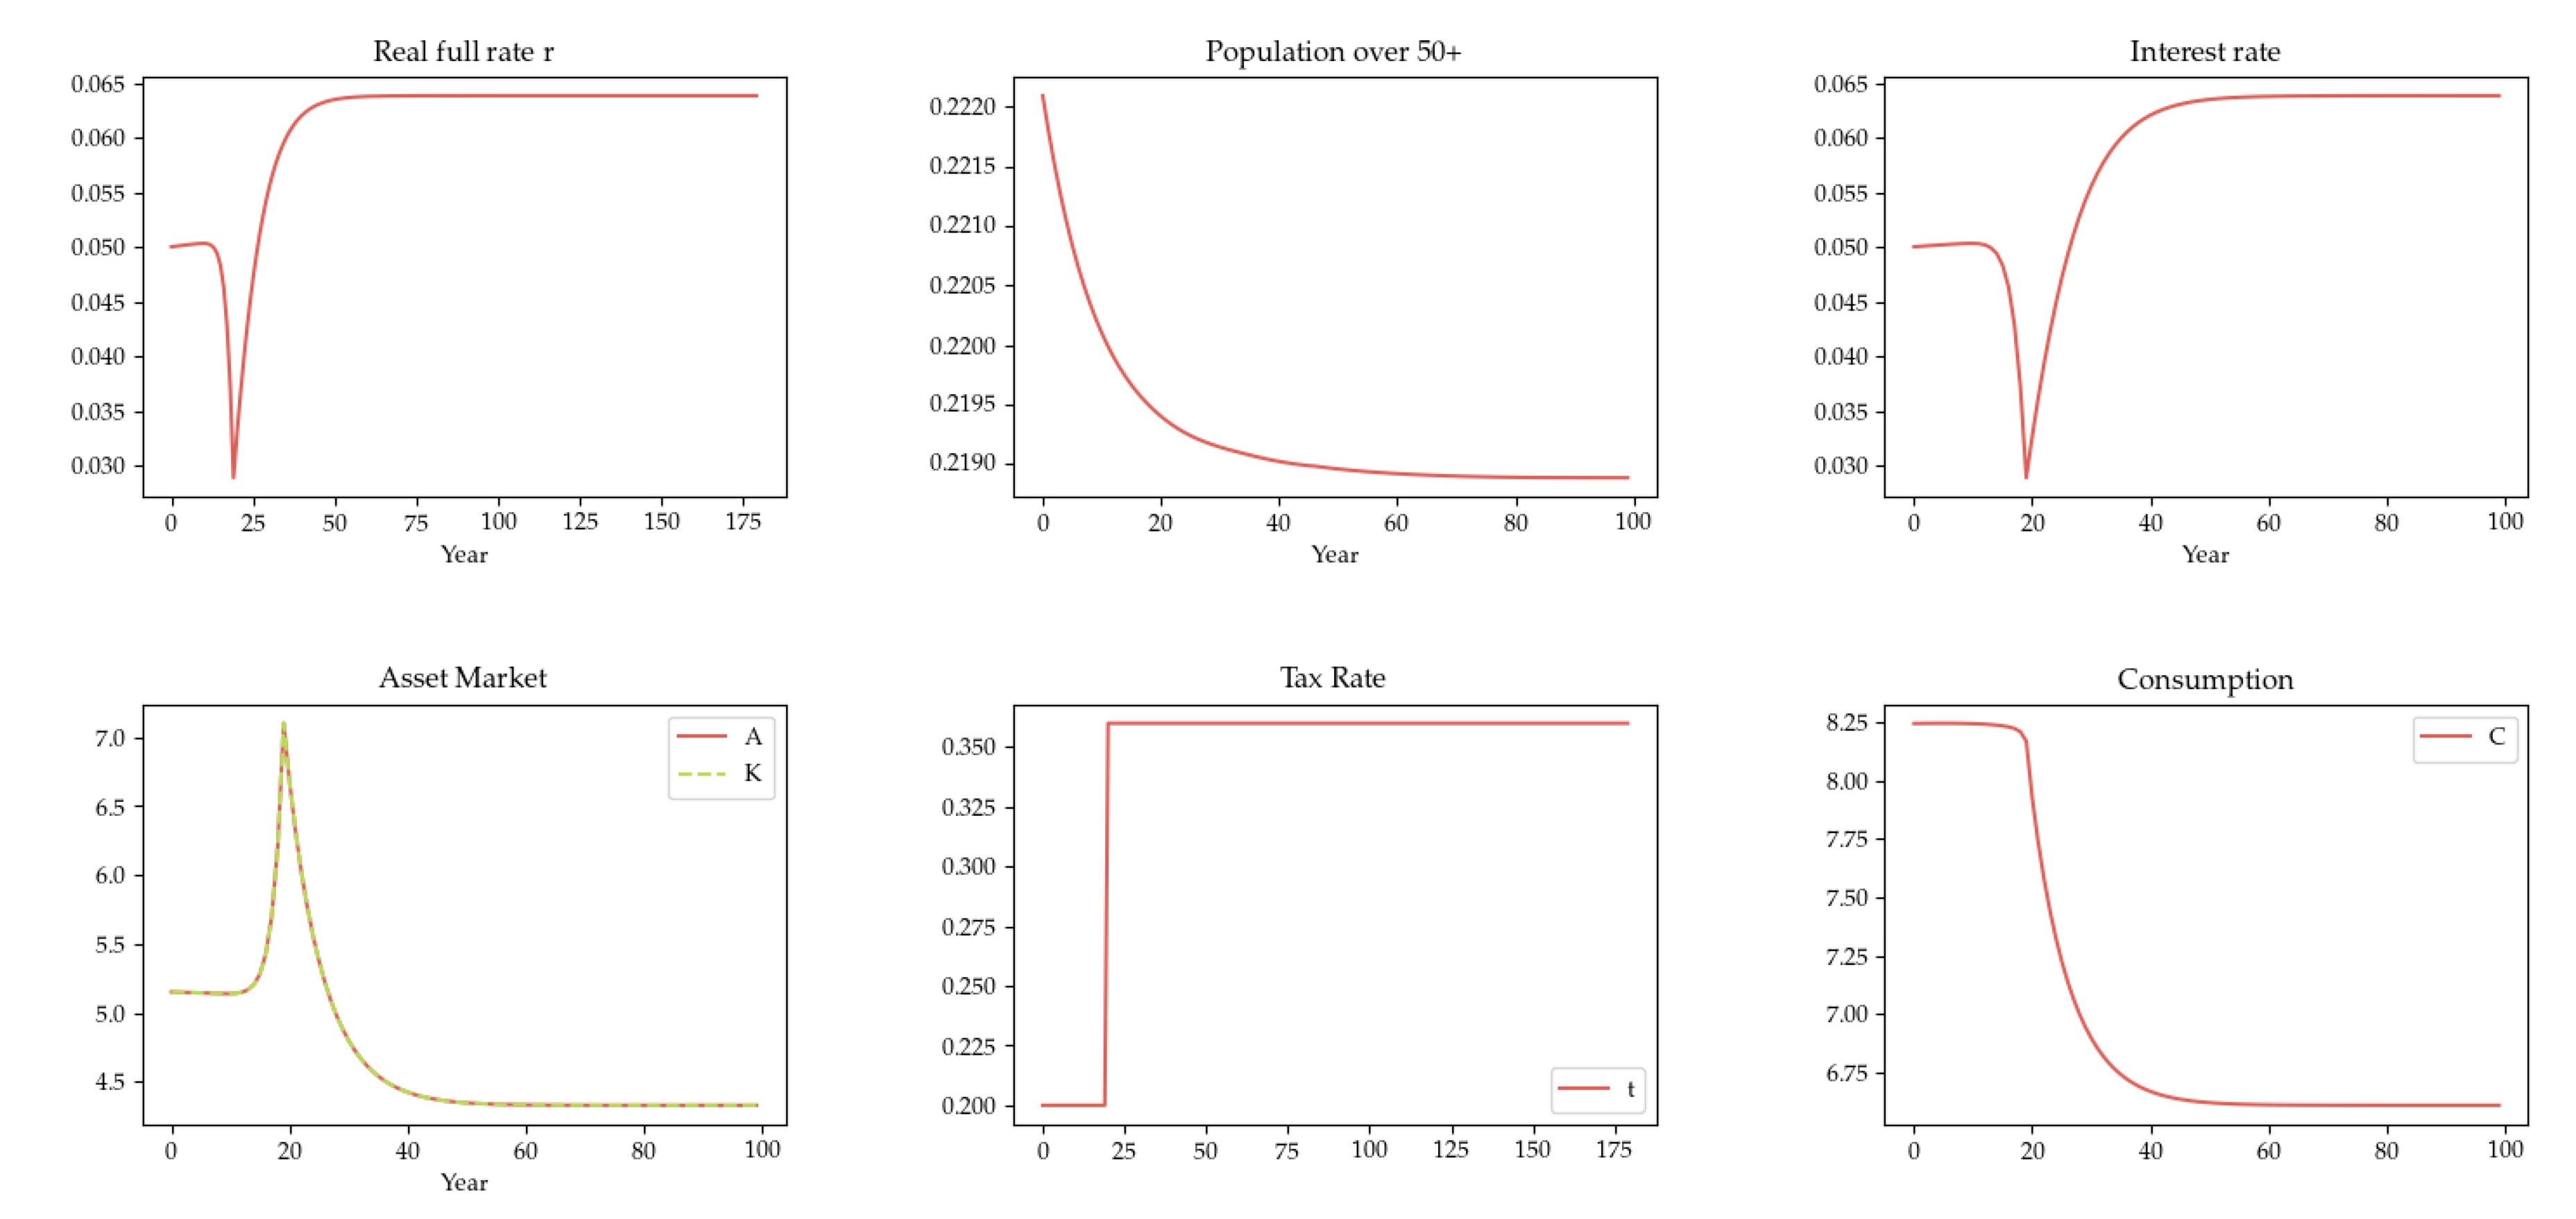 Real full rate r
0.065
0.060
0.055
0.050
0.045
0.040
0.035
0.030
0 25 50 75 100 125 150 175
Year
Population over 50+
0.2220
0.2215
0.2210
0.2205
0.2200
0.2195
0.2190
0 20 40 60 80 100
Year
Interest rate
0.065
0.060
0.055
0.050
0.045
0.040
0.035
0.030
0 20 40 60 80 100
Year
Asset Market
A
K
7.0
6.5
6.0
5.5
5.0
4.5
0 20 40 60 80 100
Year
Tax Rate
0.350
0.325
0.300
0.275
0.250
0.225
0.200
t
0 25 50 75 100 125 150 175
Consumption
C
8.25
8.00
7.75
7.50
7.25
7.00
6.75
0 20 40 60 80 100